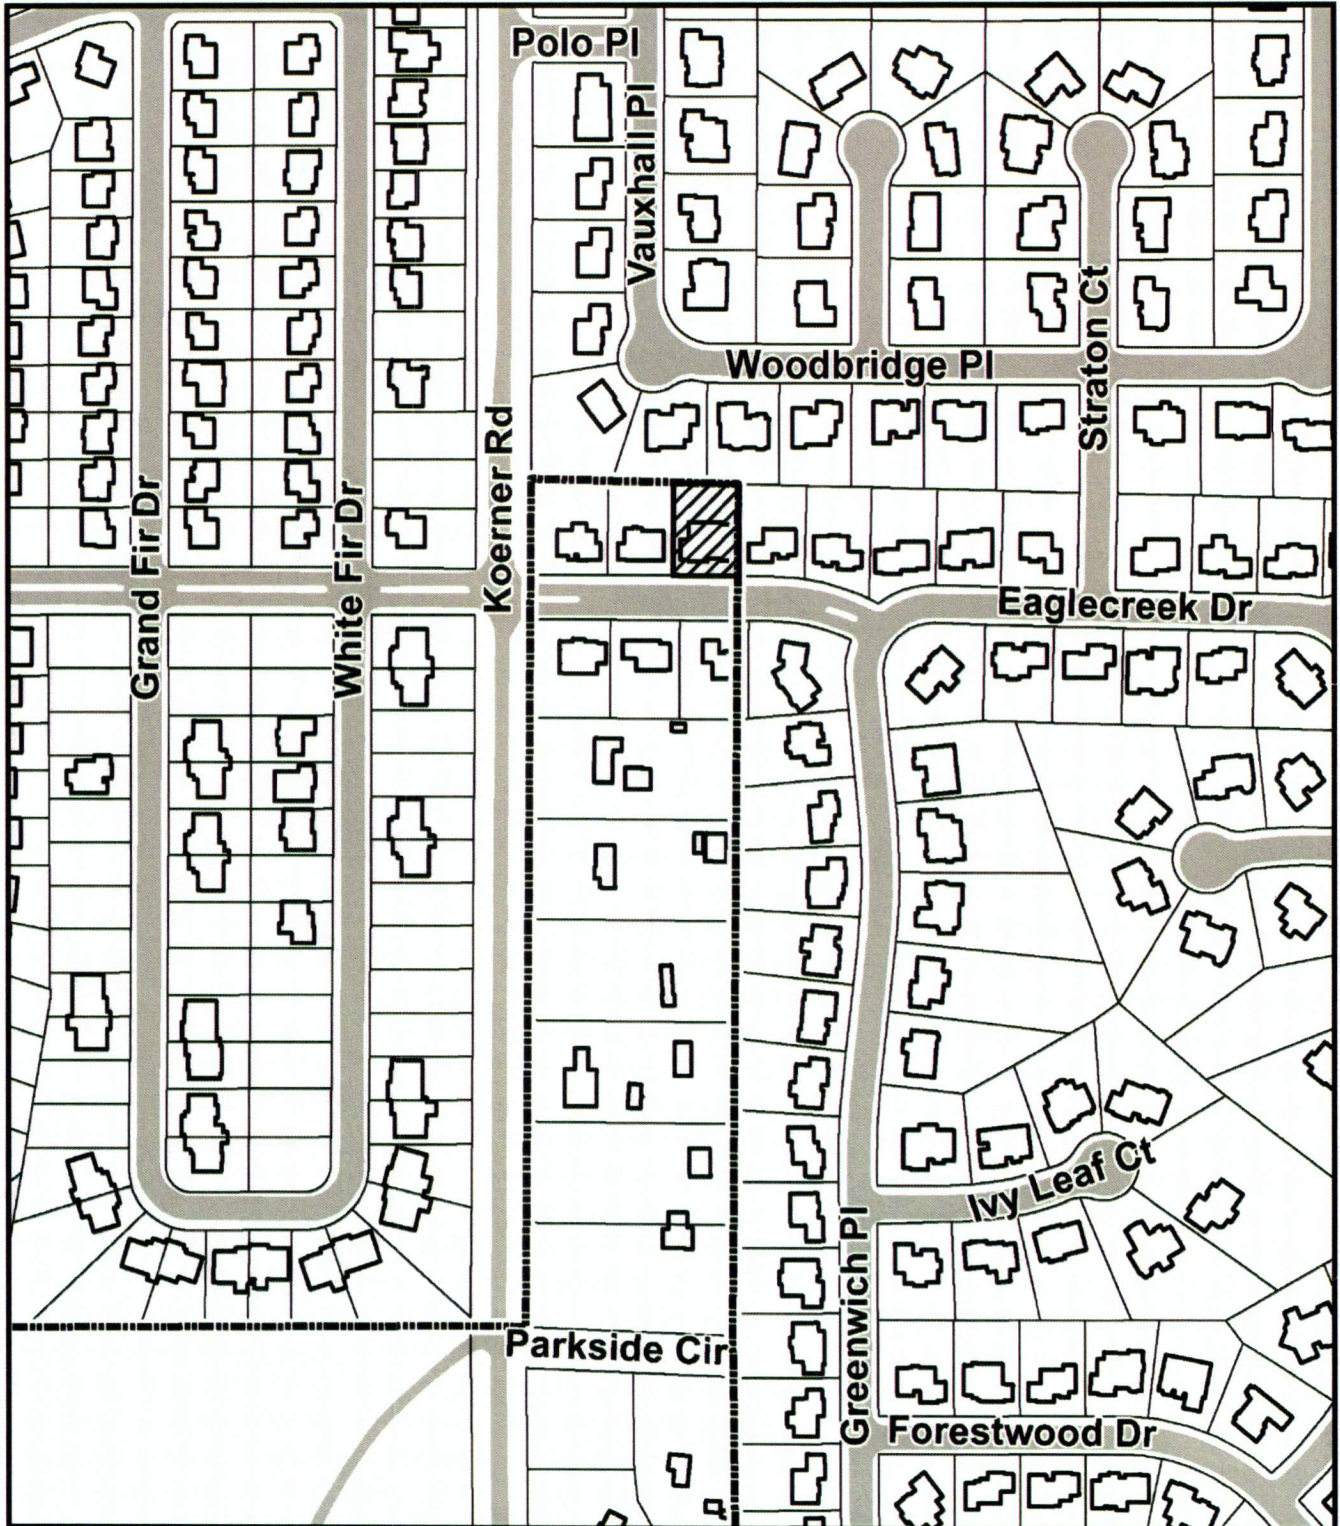 Polo Pl
Vauxhall Pl
Woodbridge Pl
Straton Ct
Koerner Rd
Grand Fir Dr
White Fir Dr
Eaglecreek Dr
Ivy Leaf Ct
Greenwich Pl
Parkside Cir
Forestwood Dr